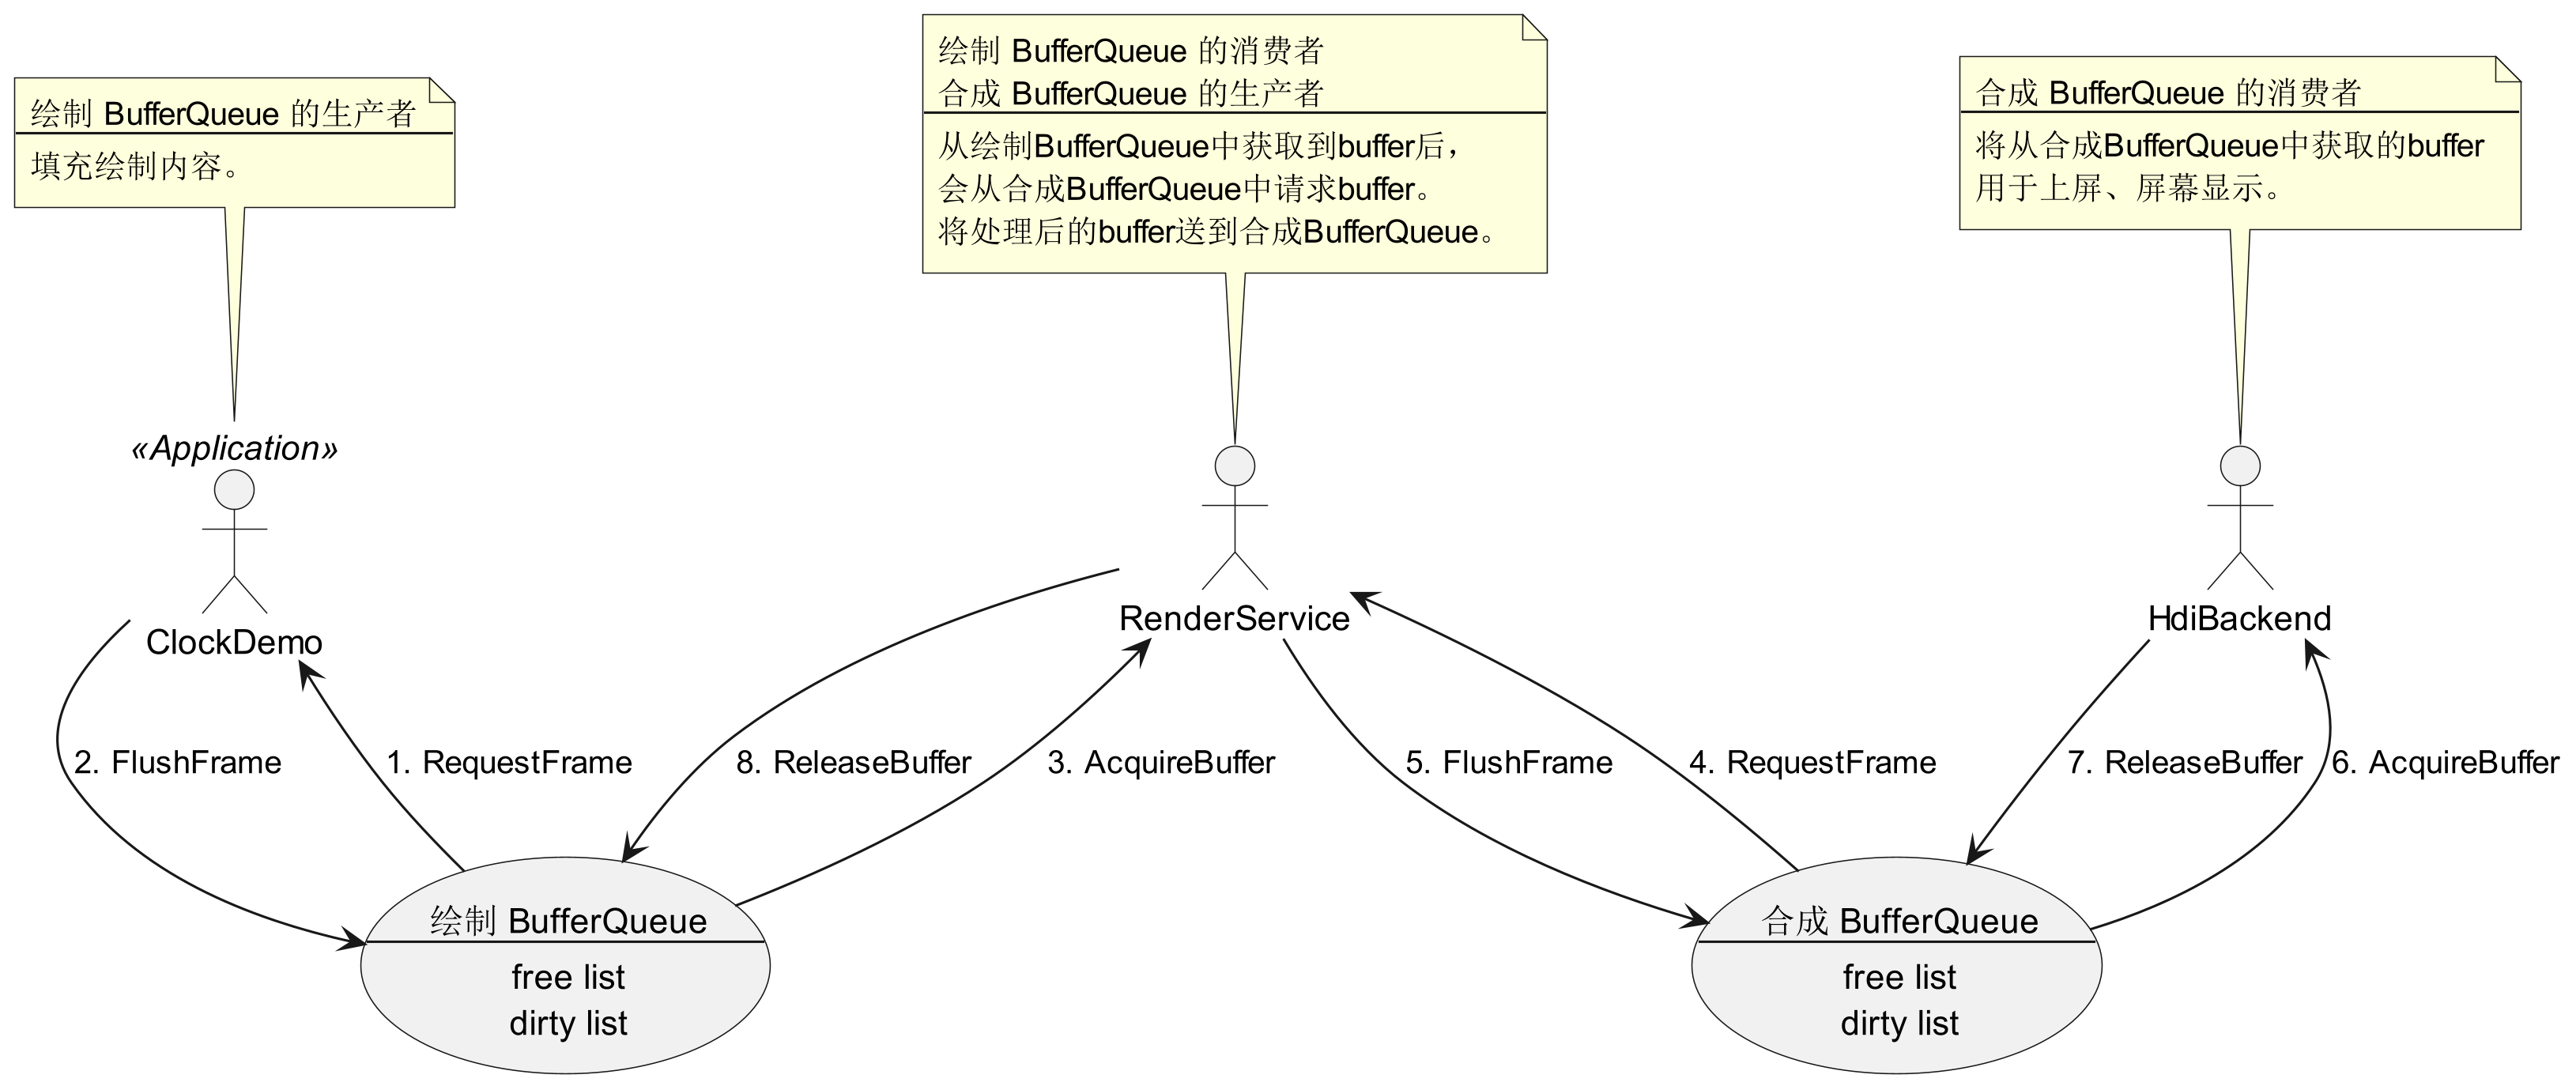 绘制 BufferQueue 的生产者
填充绘制内容。
绘制 BufferQueue 的消费者
合成 BufferQueue 的生产者
从绘制BufferQueue中获取到buffer后，
会从合成BufferQueue中请求buffer。
将处理后的buffer送到合成BufferQueue。
合成 BufferQueue 的消费者
将从合成BufferQueue中获取的buffer
用于上屏、屏幕显示。
«Application»
ClockDemo
RenderService
HdiBackend
2. FlushFrame
1. RequestFrame
8. ReleaseBuffer
3. AcquireBuffer
5. FlushFrame
4. RequestFrame
7. ReleaseBuffer
6. AcquireBuffer
绘制 BufferQueue
free list
dirty list
合成 BufferQueue
free list
dirty list